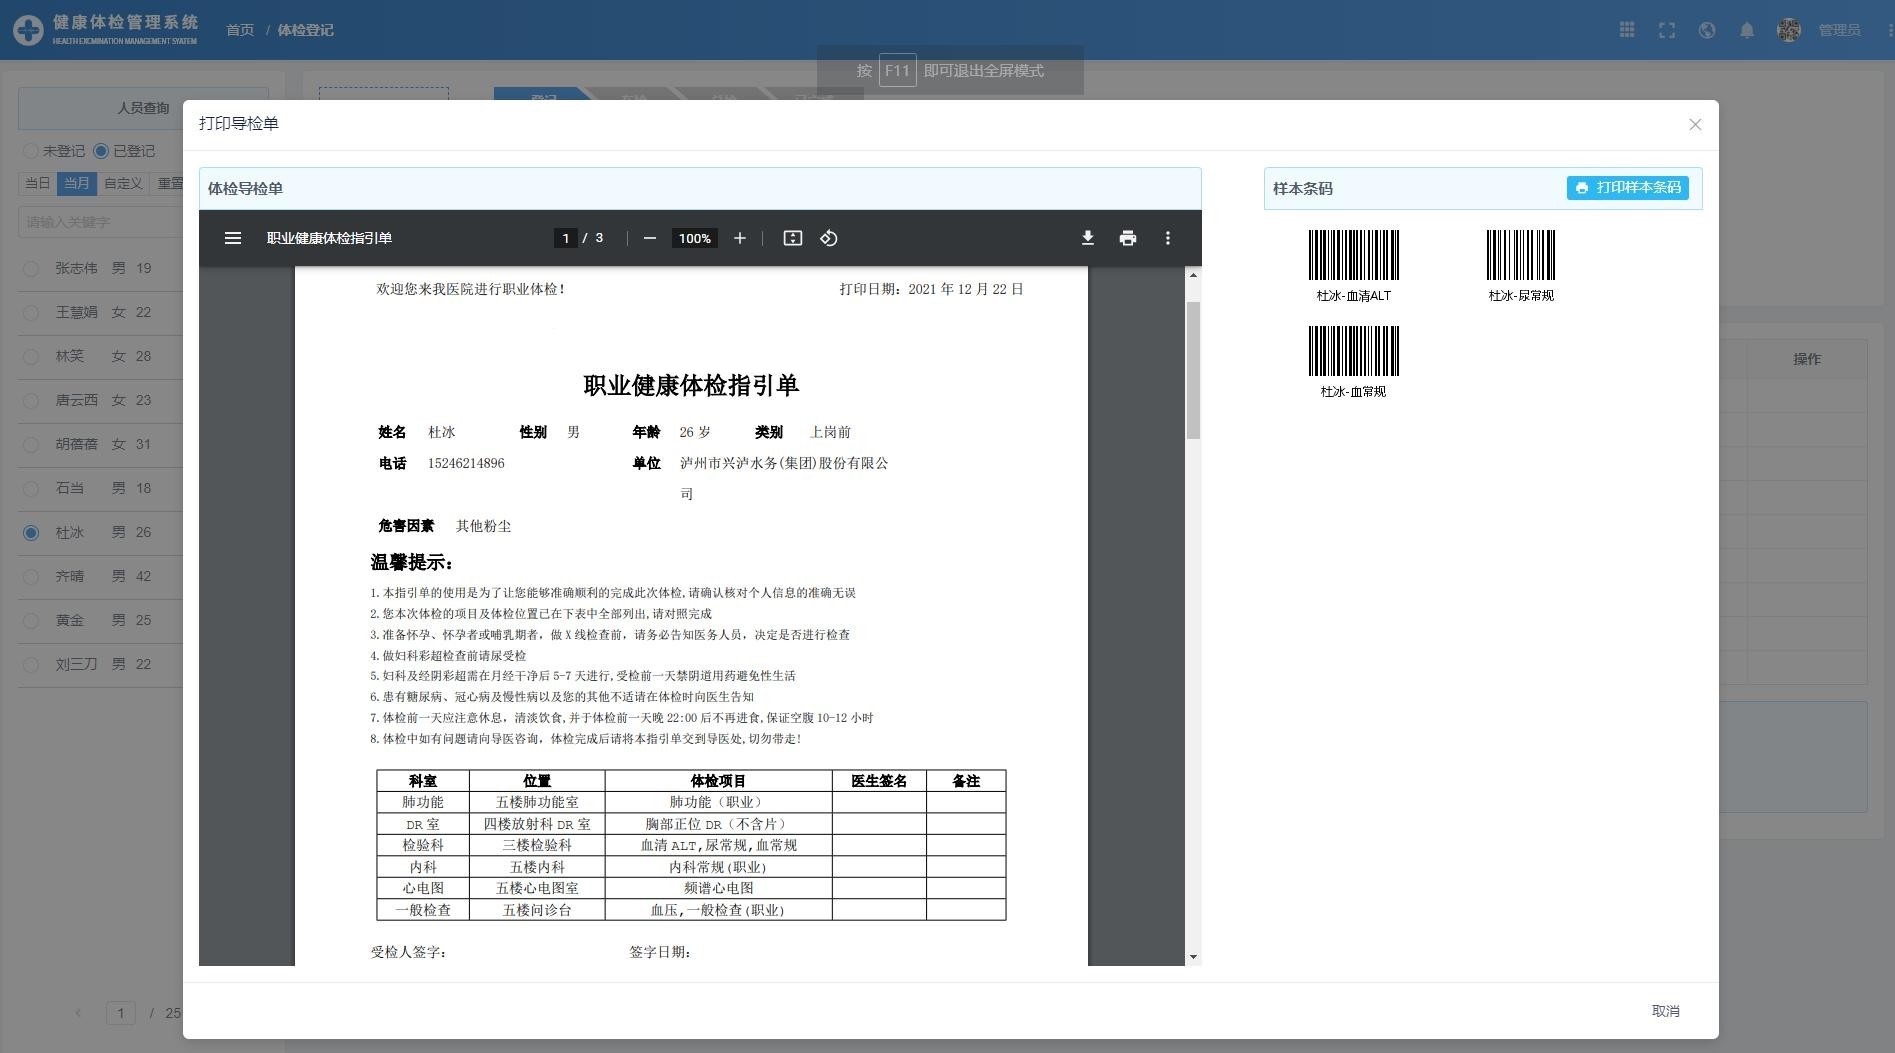 健康体检管理系统
HEALTH EXCMINATION MANAGEMENT SYATEM
首页 / 体检登记
管理员
按 F11 即可退出全屏模式
人员查询
未登记 已登记
当日 当月 自定义 重置
请输入关键字
张志伟 男 19
王慧娟 女 22
林笑 女 28
唐云西 女 23
胡蓓蓓 女 31
石当 男 18
杜冰 男 26
齐晴 男 42
黄金 男 25
刘三刀 男 22
1 / 25
登记
操作
打印导检单
体检导检单
职业健康体检指引单
1 / 3
100%
欢迎您来我医院进行职业体检！ 打印日期：2021 年 12 月 22 日
职业健康体检指引单
姓名 杜冰 性别 男 年龄 26 岁 类别 上岗前
电话 15246214896 单位 泸州市兴泸水务(集团)股份有限公
司
危害因素 其他粉尘
温馨提示：
1.本指引单的使用是为了让您能够准确顺利的完成此次体检,请确认核对个人信息的准确无误
2.您本次体检的项目及体检位置已在下表中全部列出,请对照完成
3.准备怀孕、怀孕者或哺乳期者，做 X 线检查前，请务必告知医务人员，决定是否进行检查
4.做妇科彩超检查前请尿受检
5.妇科及经阴彩超需在月经干净后 5-7 天进行,受检前一天禁阴道用药避免性生活
6.患有糖尿病、冠心病及慢性病以及您的其他不适请在体检时向医生告知
7.体检前一天应注意休息，清淡饮食,并于体检前一天晚 22:00 后不再进食,保证空腹 10-12 小时
8.体检中如有问题请向导医咨询，体检完成后请将本指引单交到导医处,切勿带走!
科室 位置 体检项目 医生签名 备注
肺功能 五楼肺功能室 肺功能（职业）
DR 室 四楼放射科 DR 室 胸部正位 DR（不含片）
检验科 三楼检验科 血清 ALT,尿常规,血常规
内科 五楼内科 内科常规(职业)
心电图 五楼心电图室 频谱心电图
一般检查 五楼问诊台 血压,一般检查(职业)
受检人签字： 签字日期：
样本条码
打印样本条码
杜冰-血清ALT 杜冰-尿常规
杜冰-血常规
取消